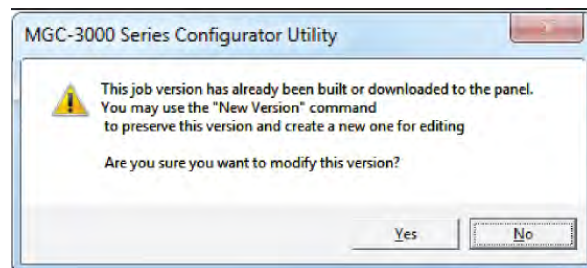 MGC-3000 Series Configurator Utility
This job version has already been built or downloaded to the panel.
You may use the "New Version" command
to preserve this version and create a new one for editing
Are you sure you want to modify this version?
Yes
No